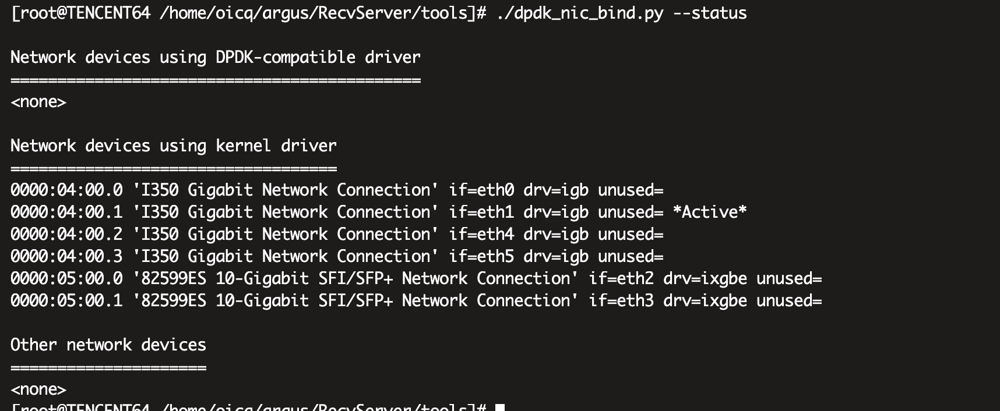 [root@TENCENT64 /home/oicq/argus/RecvServer/tools]# ./dpdk_nic_bind.py --status
Network devices using DPDK-compatible driver
============================================
<none>
Network devices using kernel driver
===================================
0000:04:00.0 'I350 Gigabit Network Connection' if=eth0 drv=igb unused=
0000:04:00.1 'I350 Gigabit Network Connection' if=eth1 drv=igb unused= *Active*
0000:04:00.2 'I350 Gigabit Network Connection' if=eth4 drv=igb unused=
0000:04:00.3 'I350 Gigabit Network Connection' if=eth5 drv=igb unused=
0000:05:00.0 '82599ES 10-Gigabit SFI/SFP+ Network Connection' if=eth2 drv=ixgbe unused=
0000:05:00.1 '82599ES 10-Gigabit SFI/SFP+ Network Connection' if=eth3 drv=ixgbe unused=
Other network devices
=====================
<none>
[root@TENCENT64 /home/oicq/argus/RecvServer/tools]#